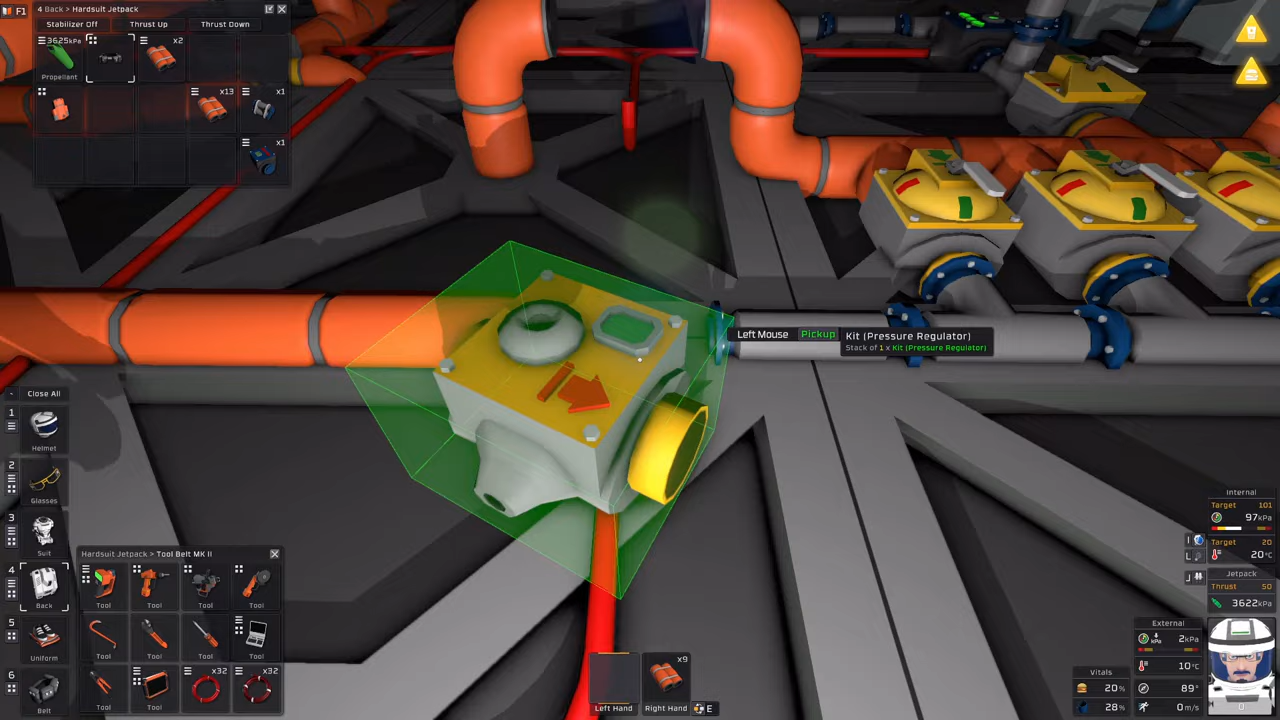 F1
4 Back > Hardsuit Jetpack
Stabilizer Off Thrust Up Thrust Down
3625kPa
x2
Propellant
x13
x1
x1
Left Mouse Pickup Kit (Pressure Regulator)
Stack of 1 x Kit (Pressure Regulator)
- Close All
1
Helmet
2
Glasses
3
Suit
4
Back
5
Uniform
6
Belt
Hardsuit Jetpack > Tool Belt MK II
Tool Tool Tool Tool
Tool Tool Tool Tool
x32 x32
Tool Tool Tool Tool
x9
Left Hand Right Hand E
Internal
Target 101
97kPa
Target 20
20°C
I
L
J
Jetpack
Thrust 50
3622kPa
External
2kPa
10°C
89°
0m/s
Vitals
20%
28%
0